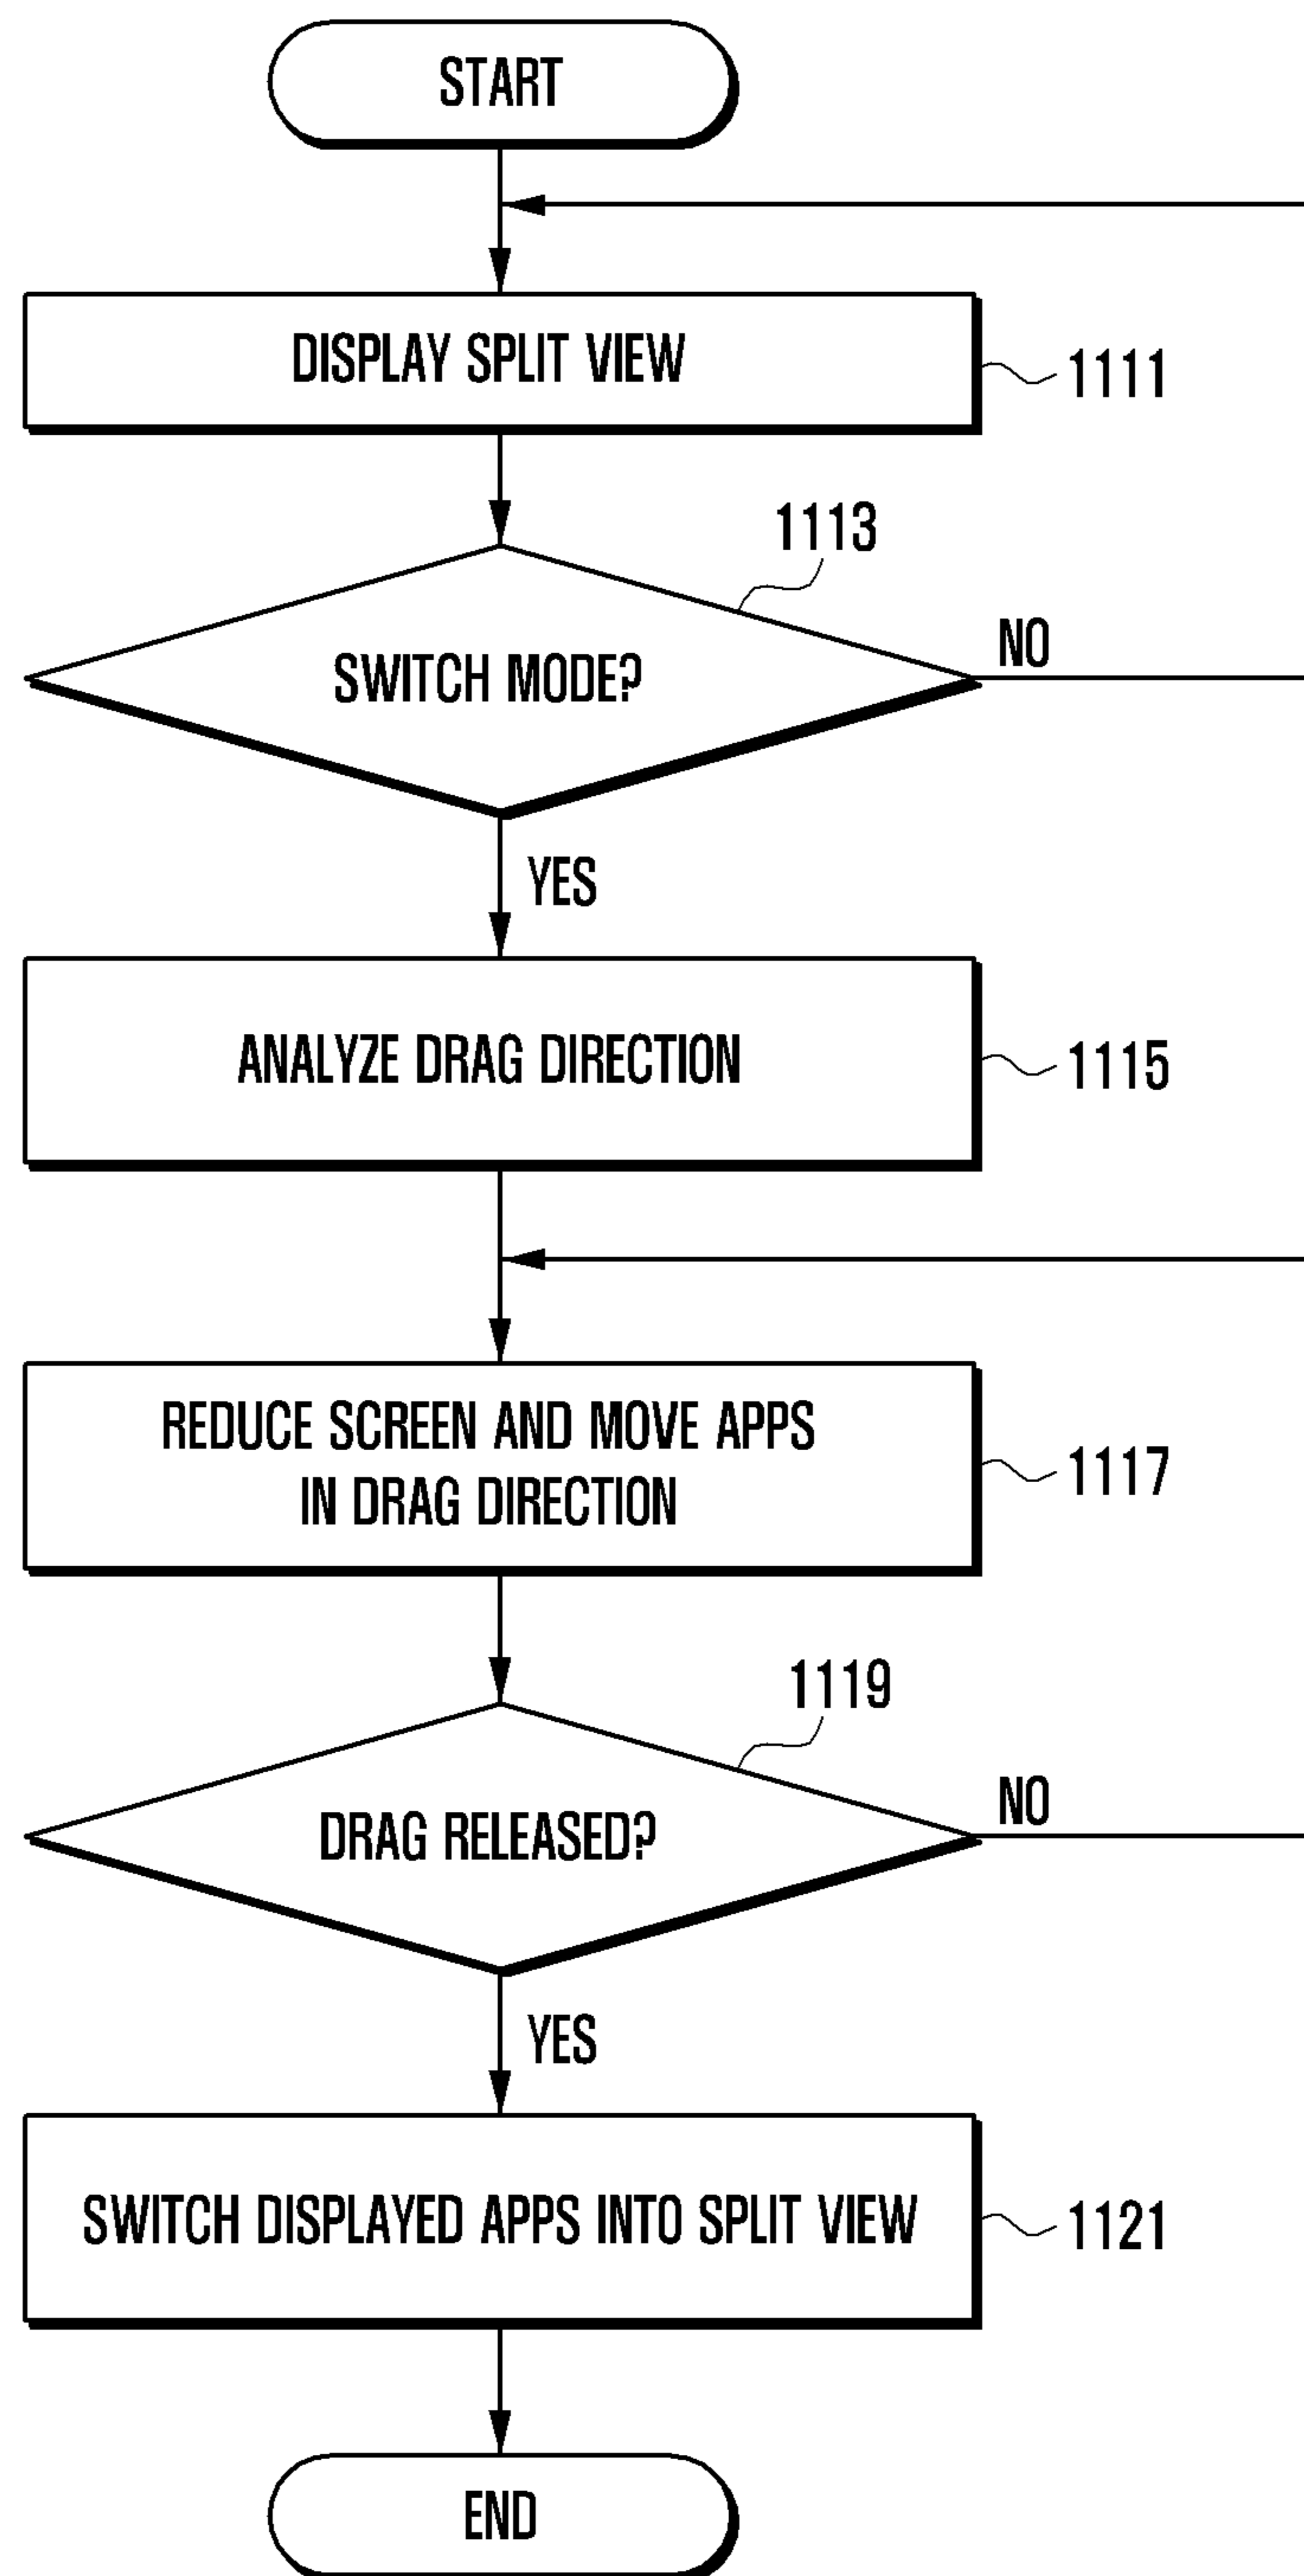 START
DISPLAY SPLIT VIEW
1111
1113
SWITCH MODE?
NO
YES
ANALYZE DRAG DIRECTION
1115
REDUCE SCREEN AND MOVE APPS
IN DRAG DIRECTION
1117
1119
DRAG RELEASED?
NO
YES
SWITCH DISPLAYED APPS INTO SPLIT VIEW
1121
END